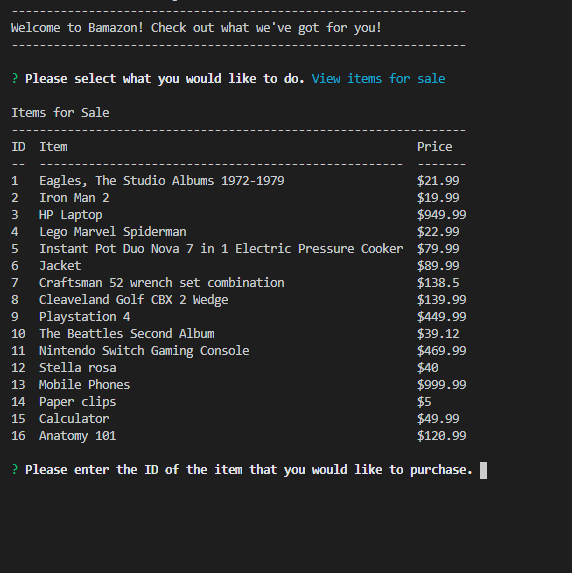 -----------------------------------------------------------------
Welcome to Bamazon! Check out what we've got for you!
-----------------------------------------------------------------
? Please select what you would like to do. View items for sale
Items for Sale
-----------------------------------------------------------------
ID  Item                                                  Price
--  ----------------------------------------------------  -------
1   Eagles, The Studio Albums 1972-1979                   $21.99
2   Iron Man 2                                            $19.99
3   HP Laptop                                             $949.99
4   Lego Marvel Spiderman                                 $22.99
5   Instant Pot Duo Nova 7 in 1 Electric Pressure Cooker  $79.99
6   Jacket                                                $89.99
7   Craftsman 52 wrench set combination                   $138.5
8   Cleaveland Golf CBX 2 Wedge                           $139.99
9   Playstation 4                                         $449.99
10  The Beattles Second Album                             $39.12
11  Nintendo Switch Gaming Console                        $469.99
12  Stella rosa                                           $40
13  Mobile Phones                                         $999.99
14  Paper clips                                           $5
15  Calculator                                            $49.99
16  Anatomy 101                                           $120.99
? Please enter the ID of the item that you would like to purchase.